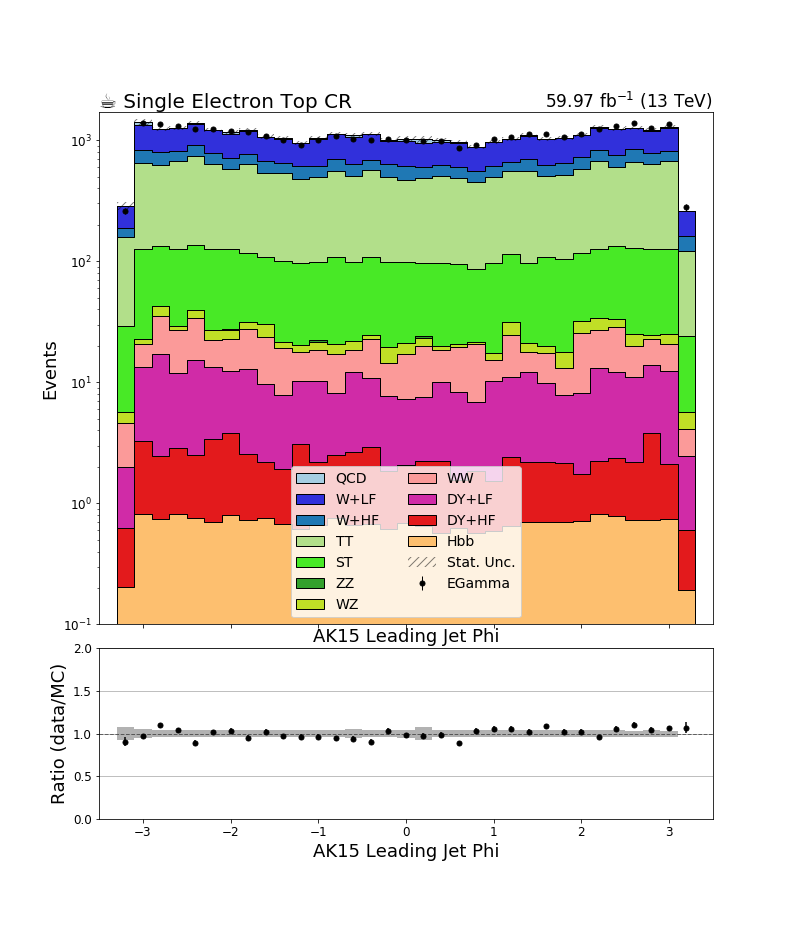 ☕ Single Electron Top CR 59.97 fb⁻¹ (13 TeV)
Events
10³
10²
10¹
10⁰
10⁻¹
QCD WW
W+LF DY+LF
W+HF DY+HF
TT Hbb
ST Stat. Unc.
ZZ EGamma
WZ
AK15 Leading Jet Phi
Ratio (data/MC)
2.0
1.5
1.0
0.5
0.0
−3 −2 −1 0 1 2 3
AK15 Leading Jet Phi